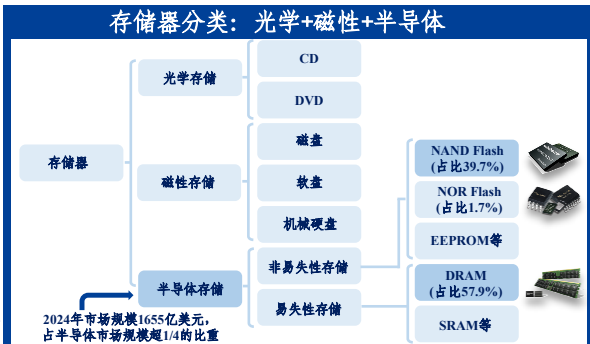 存储器分类：光学+磁性+半导体
存储器
光学存储
CD
DVD
磁性存储
磁盘
软盘
机械硬盘
半导体存储
非易失性存储
NAND Flash
(占比39.7%)
NOR Flash
(占比1.7%)
EEPROM等
易失性存储
DRAM
(占比57.9%)
SRAM等
2024年市场规模1655亿美元，
占半导体市场规模超1/4的比重